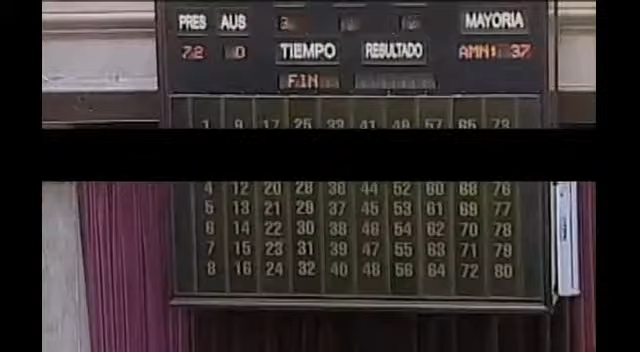 PRES AUS MAYORIA
72 0 TIEMPO RESULTADO AMN: 37
FIN
1 9 17 25 33 41 49 57 65 73
4 12 20 28 36 44 52 60 68 76
5 13 21 29 37 45 53 61 69 77
6 14 22 30 38 46 54 62 70 78
7 15 23 31 39 47 55 63 71 79
8 16 24 32 40 48 56 64 72 80